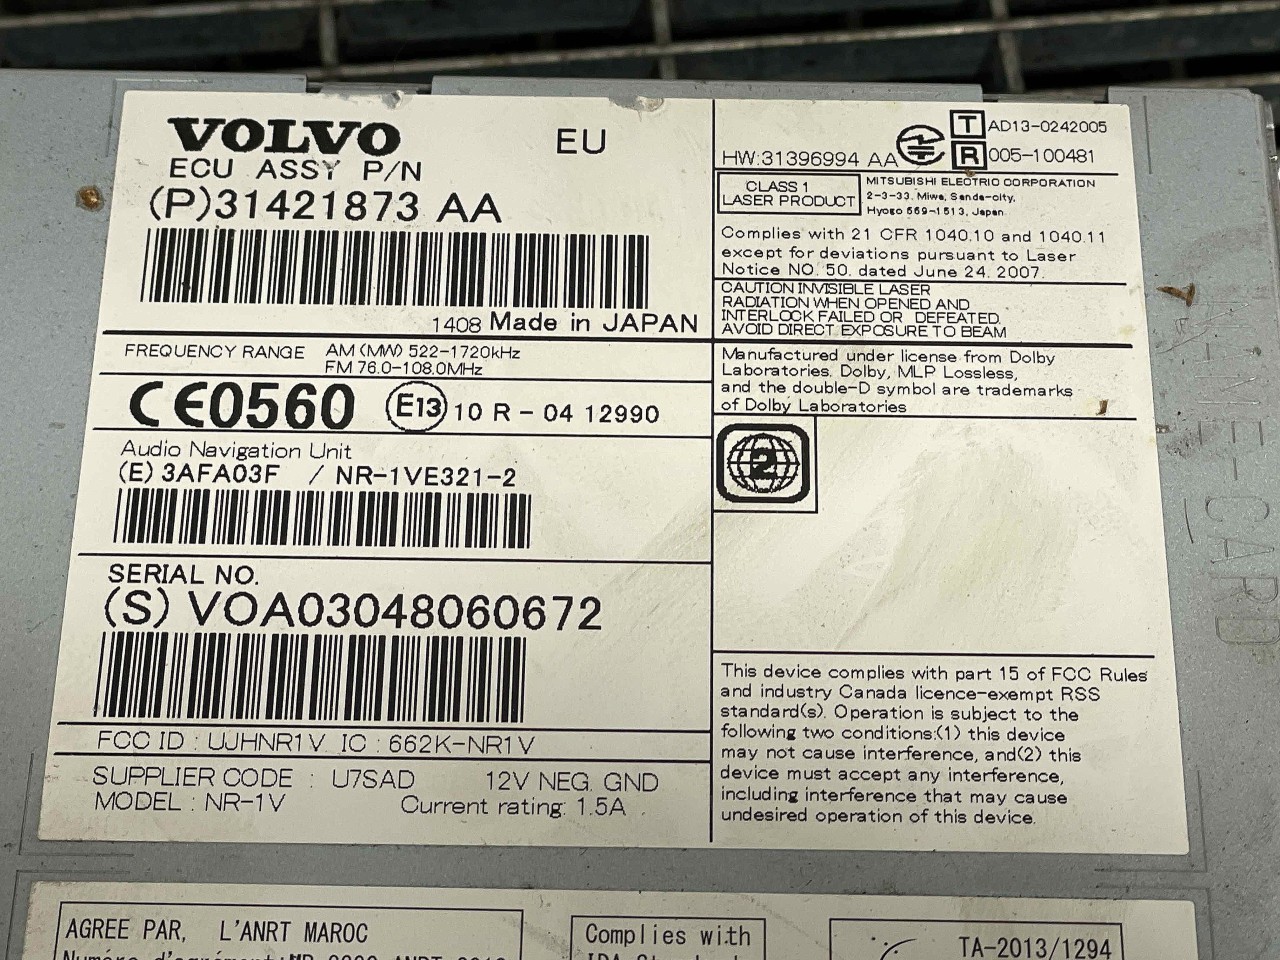 VOLVO
EU
ECU ASSY P/N
(P)31421873 AA
1408 Made in JAPAN
FREQUENCY RANGE AM (MW) 522-1720kHz
FM 76.0-108.0MHz
CE0560 E13 10 R - 04 12990
Audio Navigation Unit
(E) 3AFA03F / NR-1VE321-2
SERIAL NO.
(S) VOA03048060672
FCC ID : UJHNR1V IC : 662K-NR1V
SUPPLIER CODE : U7SAD 12V NEG. GND
MODEL : NR-1V Current rating: 1.5A
HW:31396994 AA
T AD13-0242005
R 005-100481
CLASS 1
LASER PRODUCT
MITSUBISHI ELECTRIC CORPORATION
2-3-33, Miwa, Sanda-city,
Hyogo 669-1513, Japan.
Complies with 21 CFR 1040.10 and 1040.11
except for deviations pursuant to Laser
Notice NO. 50, dated June 24, 2007.
CAUTION INVISIBLE LASER
RADIATION WHEN OPENED AND
INTERLOCK FAILED OR DEFEATED.
AVOID DIRECT EXPOSURE TO BEAM
Manufactured under license from Dolby
Laboratories. Dolby, MLP Lossless,
and the double-D symbol are trademarks
of Dolby Laboratories
2
This device complies with part 15 of FCC Rules
and industry Canada licence-exempt RSS
standard(s). Operation is subject to the
following two conditions:(1) this device
may not cause interference, and(2) this
device must accept any interference,
including interference that may cause
undesired operation of this device.
AGREE PAR, L'ANRT MAROC
Numéro d'agrément:MR
Complies with
TA-2013/1294